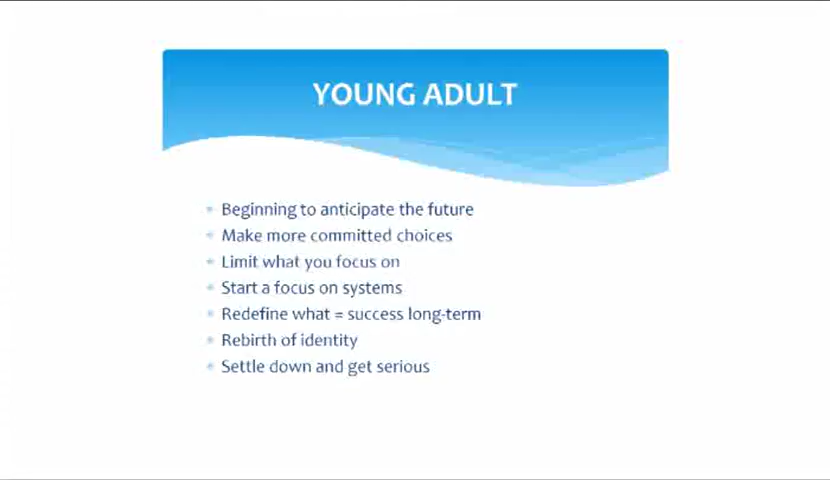 YOUNG ADULT
Beginning to anticipate the future
Make more committed choices
Limit what you focus on
Start a focus on systems
Redefine what = success long-term
Rebirth of identity
Settle down and get serious